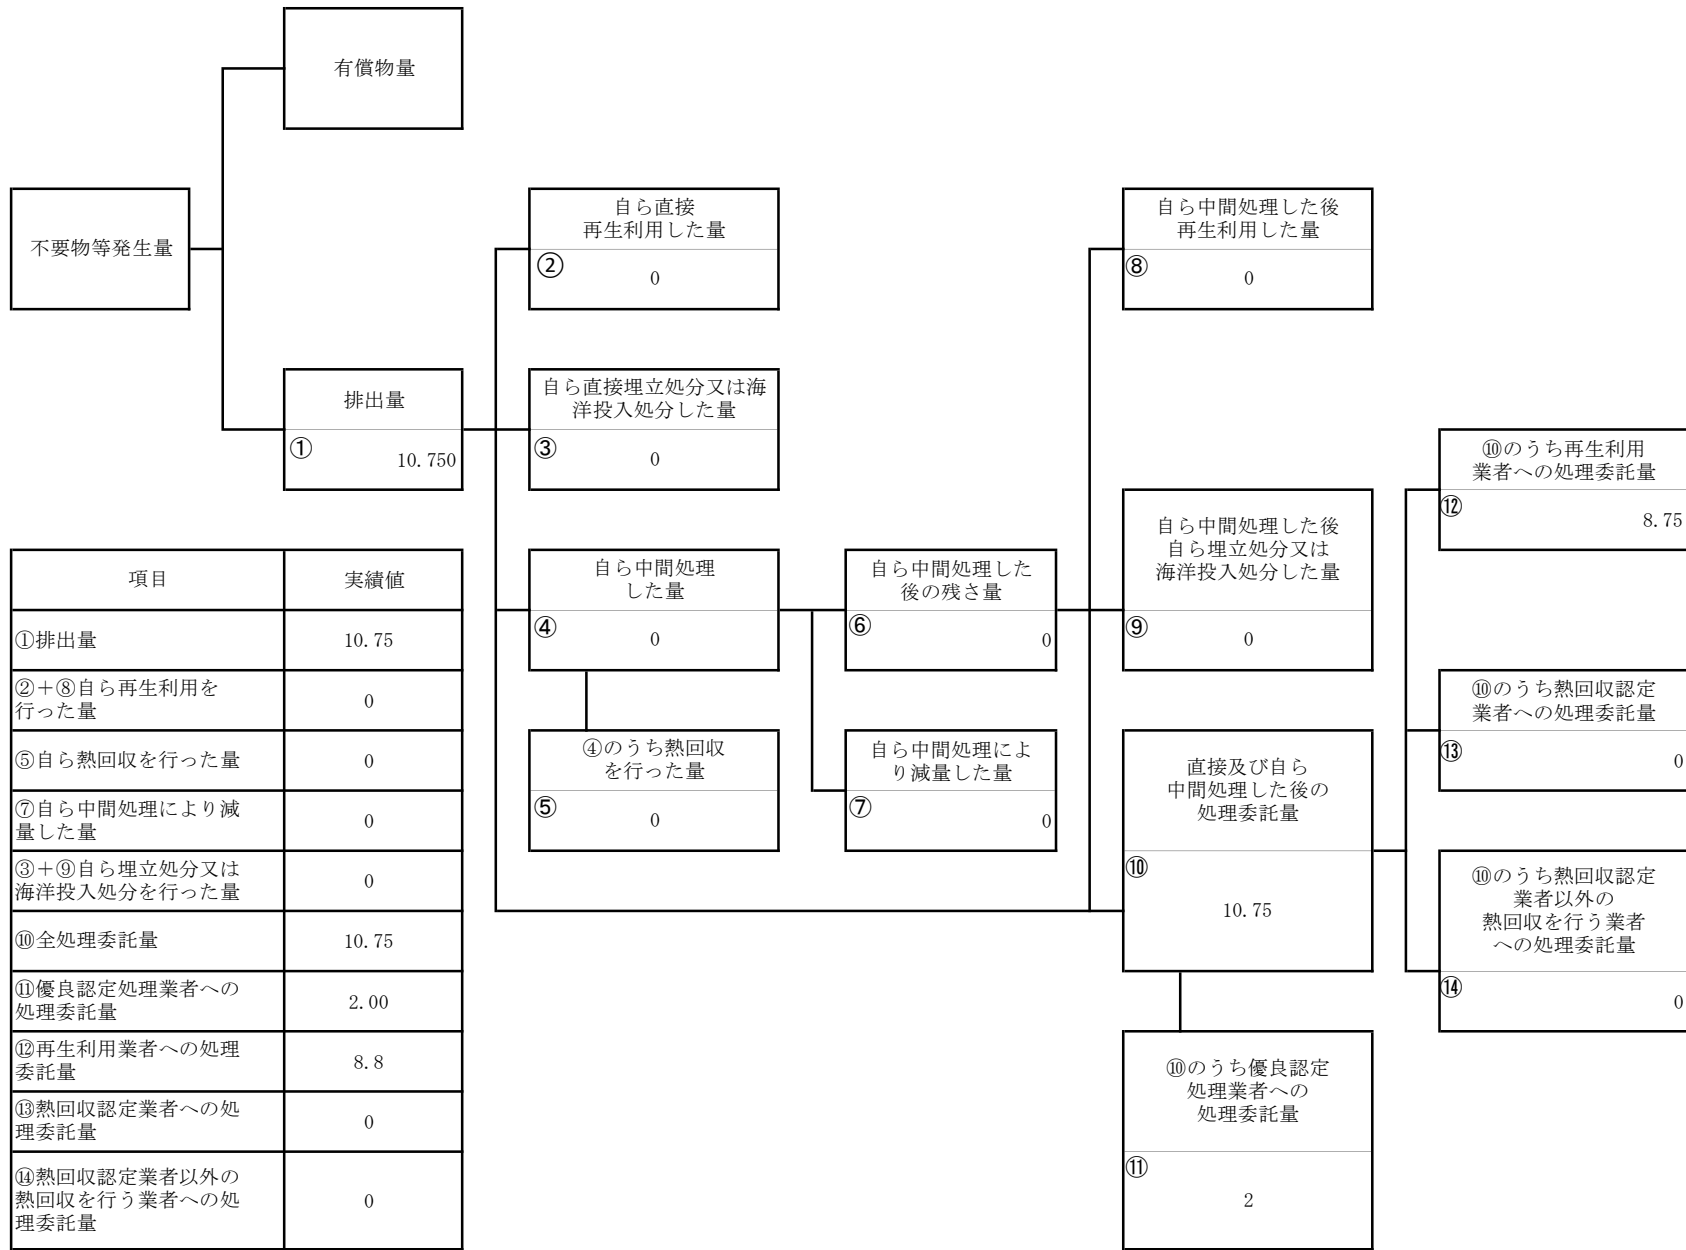 有償物量
不要物等発生量
自ら直接
再生利用した量
②
0
自ら中間処理した後
再生利用した量
⑧
0
排出量
①
10.750
自ら直接埋立処分又は海
洋投入処分した量
③
0
⑩のうち再生利用
業者への処理委託量
⑫
8.75
自ら中間処理した後
自ら埋立処分又は
海洋投入処分した量
⑨
0
自ら中間処理
した量
④
0
自ら中間処理した
後の残さ量
⑥
0
④のうち熱回収
を行った量
⑤
0
自ら中間処理によ
り減量した量
⑦
0
直接及び自ら
中間処理した後の
処理委託量
⑩
10.75
⑩のうち熱回収認定
業者への処理委託量
⑬
0
⑩のうち熱回収認定
業者以外の
熱回収を行う業者
への処理委託量
⑭
0
⑩のうち優良認定
処理業者への
処理委託量
⑪
2
項目 実績値
①排出量 10.75
②+⑧自ら再生利用を
行った量 0
⑤自ら熱回収を行った量 0
⑦自ら中間処理により減
量した量 0
③+⑨自ら埋立処分又は
海洋投入処分を行った量 0
⑩全処理委託量 10.75
⑪優良認定処理業者への
処理委託量 2.00
⑫再生利用業者への処理
委託量 8.8
⑬熱回収認定業者への処
理委託量 0
⑭熱回収認定業者以外の
熱回収を行う業者への処
理委託量 0